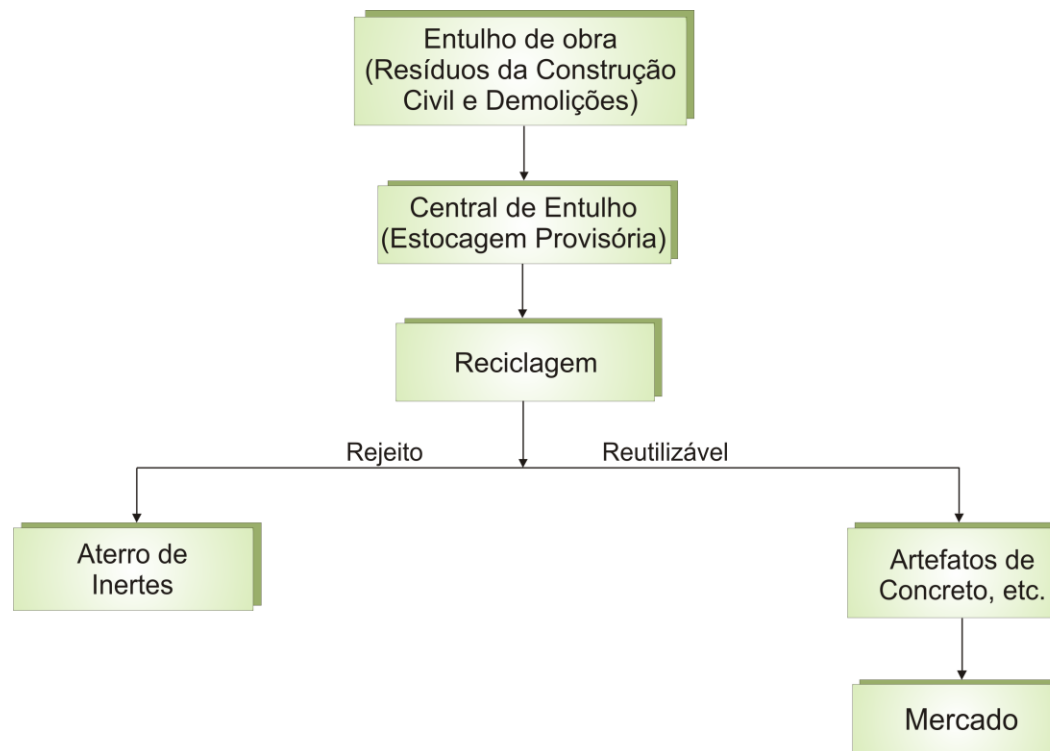 Entulho de obra
(Resíduos da Construção
Civil e Demolições)
Central de Entulho
(Estocagem Provisória)
Reciclagem
Rejeito
Reutilizável
Aterro de
Inertes
Artefatos de
Concreto, etc.
Mercado